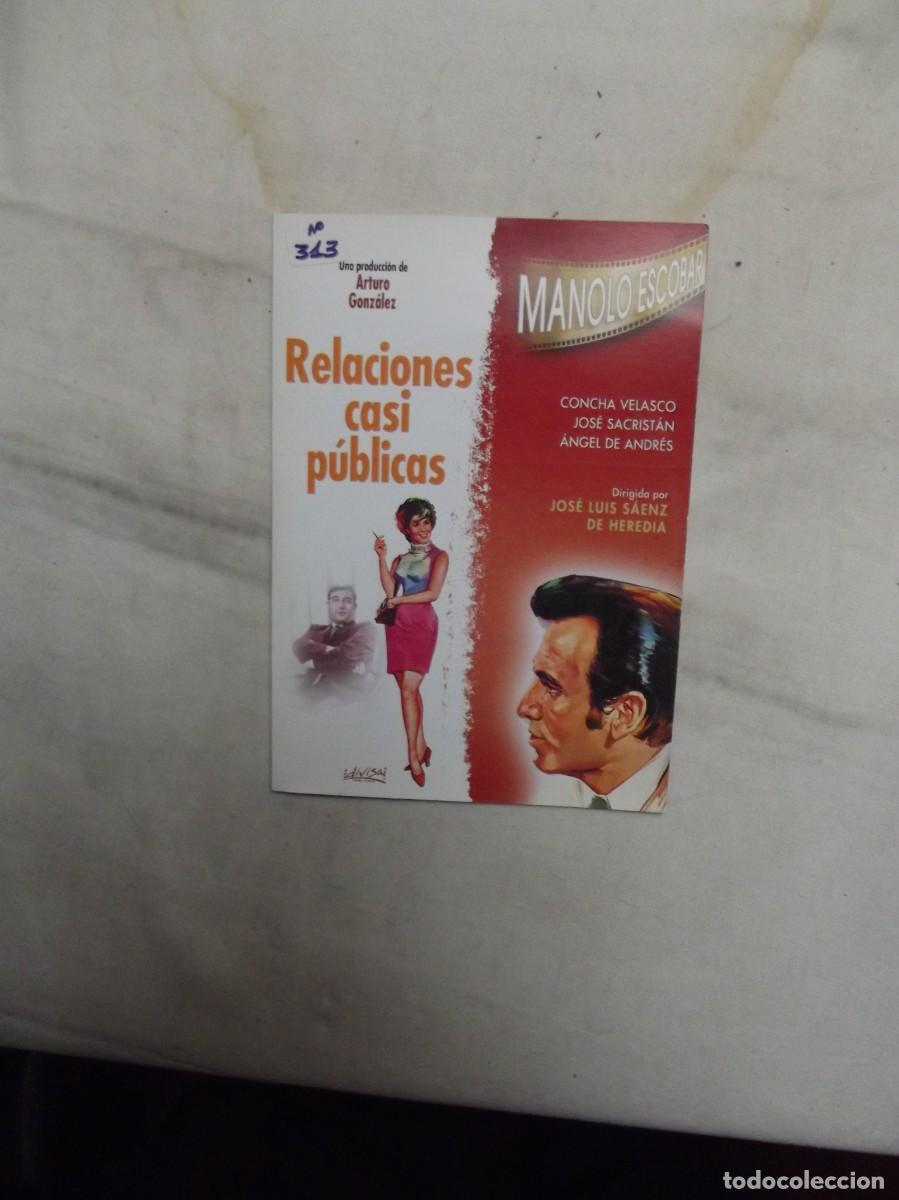 Nº
313
Una producción de
Arturo
González
Relaciones
casi
públicas
MANOLO ESCOBAR
CONCHA VELASCO
JOSÉ SACRISTÁN
ÁNGEL DE ANDRÉS
Dirigida por
JOSÉ LUIS SÁENZ
DE HEREDIA
divisa
todocoleccion